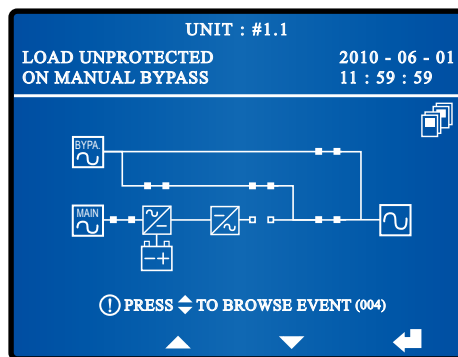 UNIT : #1.1
LOAD UNPROTECTED 2010 - 06 - 01
ON MANUAL BYPASS 11 : 59 : 59
BYPA.
MAIN
! PRESS TO BROWSE EVENT (004)